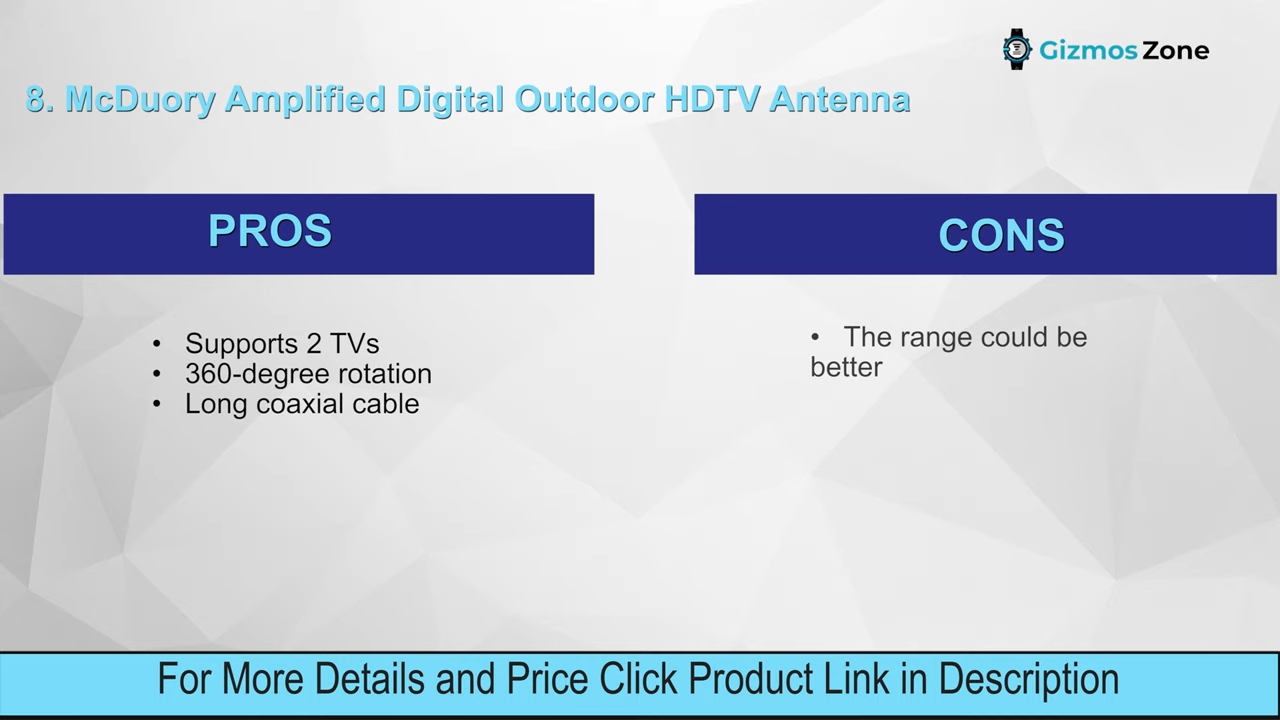 Gizmos Zone
8. McDuory Amplified Digital Outdoor HDTV Antenna
PROS
CONS
• Supports 2 TVs
• 360-degree rotation
• Long coaxial cable
• The range could be
better
For More Details and Price Click Product Link in Description